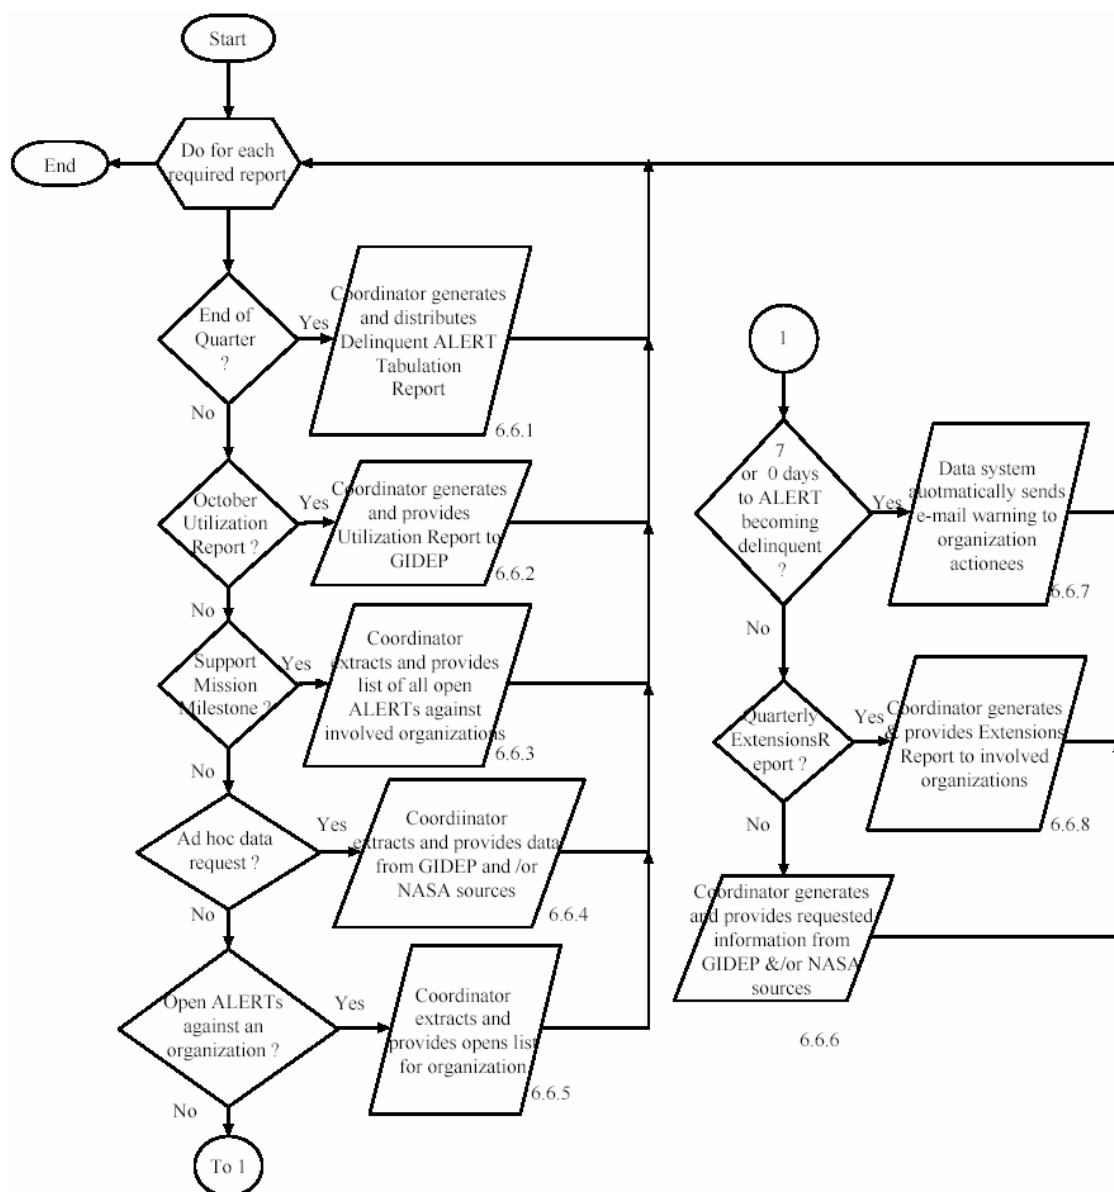 Start
End
Do for each
required report
End of
Quarter
?
Yes
Coordinator generates
and distributes
Delinquent ALERT
Tabulation
Report
6.6.1
No
October
Utilization
Report ?
Yes
Coordinator generates
and provides
Utilization Report to
GIDEP
6.6.2
No
Support
Mission
Milestone ?
Yes
Coordinator
extracts and provides
list of all open
ALERTs against
involved organizations
6.6.3
No
Ad hoc data
request ?
Yes
Coordiinator
extracts and provides data
from GIDEP and /or
NASA sources
6.6.4
No
Open ALERTs
against an
organization ?
Yes
Coordinator
extracts and
provides opens list
for organization
6.6.5
No
To 1
1
7
or 0 days
to ALERT
becoming
delinquent
?
Yes
Data system
auotmatically sends
e-mail warning to
organization
actionees
6.6.7
No
Quarterly
ExtensionsR
eport ?
Yes
Coordinator generates
& provides Extensions
Report to involved
organizations
6.6.8
No
Coordinator generates
and provides requested
information from
GIDEP &/or NASA
sources
6.6.6